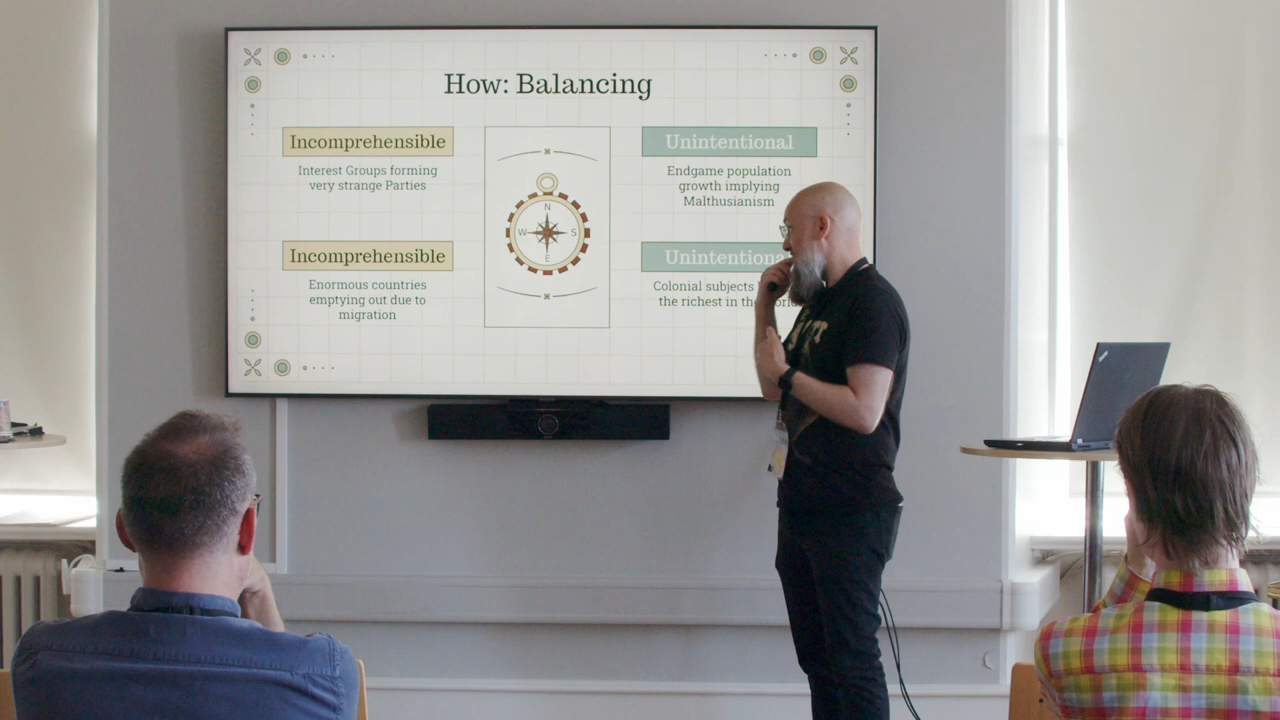 How: Balancing
Incomprehensible
Interest Groups forming
very strange Parties
Unintentional
Endgame population
growth implying
Malthusianism
Incomprehensible
Enormous countries
emptying out due to
migration
Colonial subjects
the richest in the
N
W
S
E